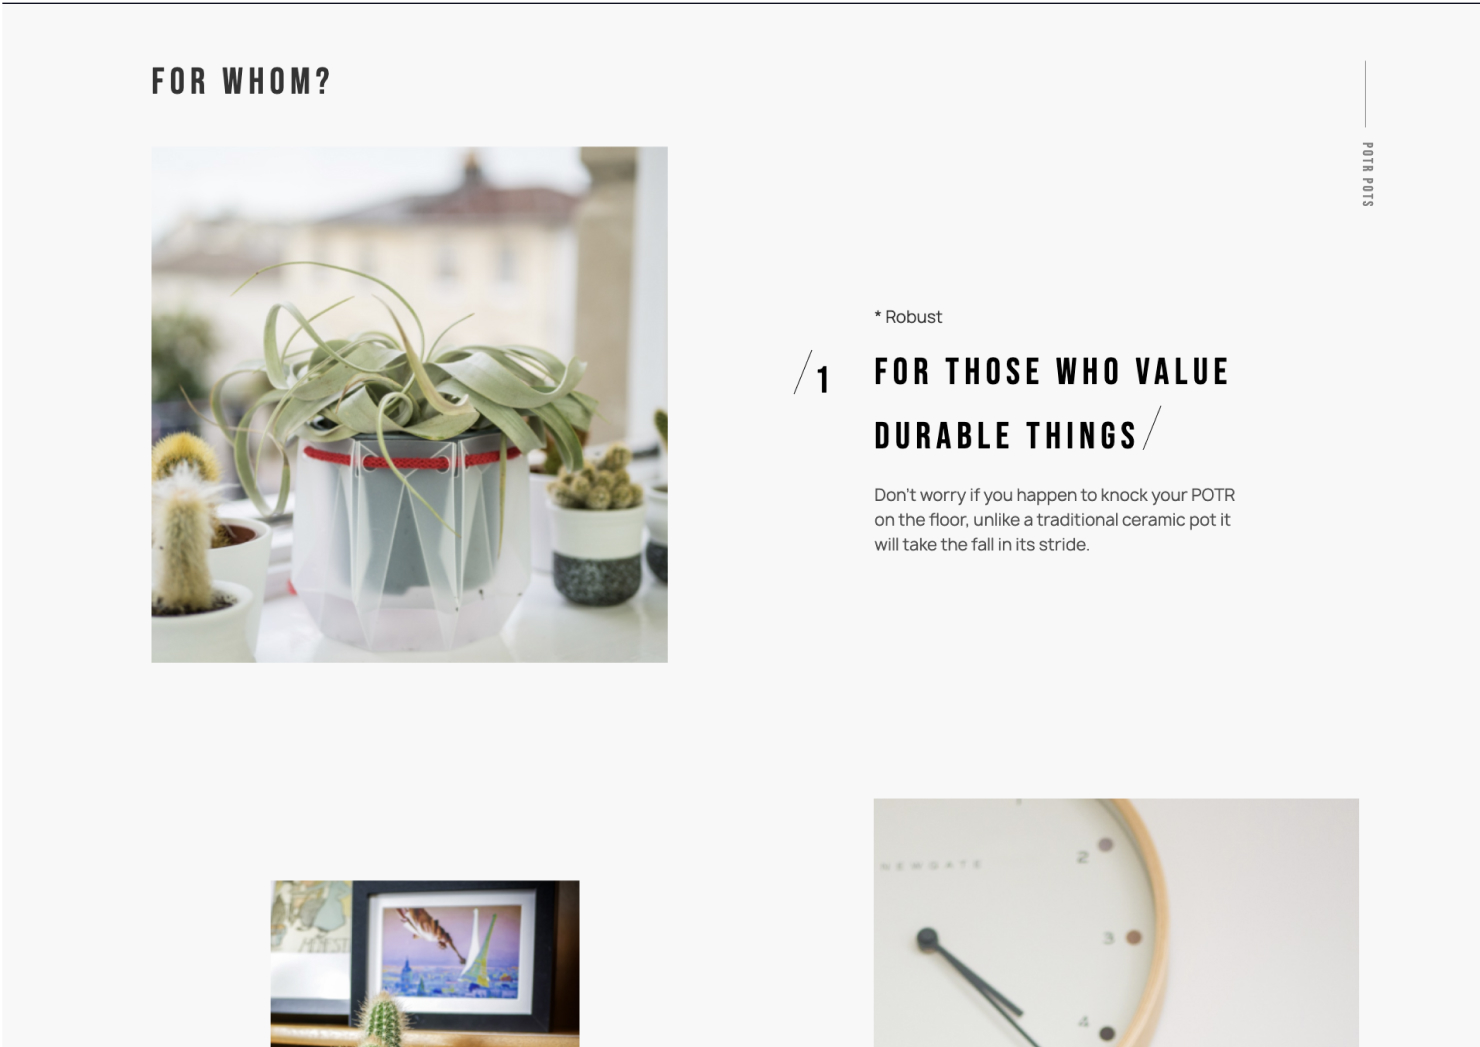 FOR WHOM?
POTR POTS
* Robust
/1
FOR THOSE WHO VALUE
DURABLE THINGS/
Don't worry if you happen to knock your POTR
on the floor, unlike a traditional ceramic pot it
will take the fall in its stride.
NEWGATE
2
3
4